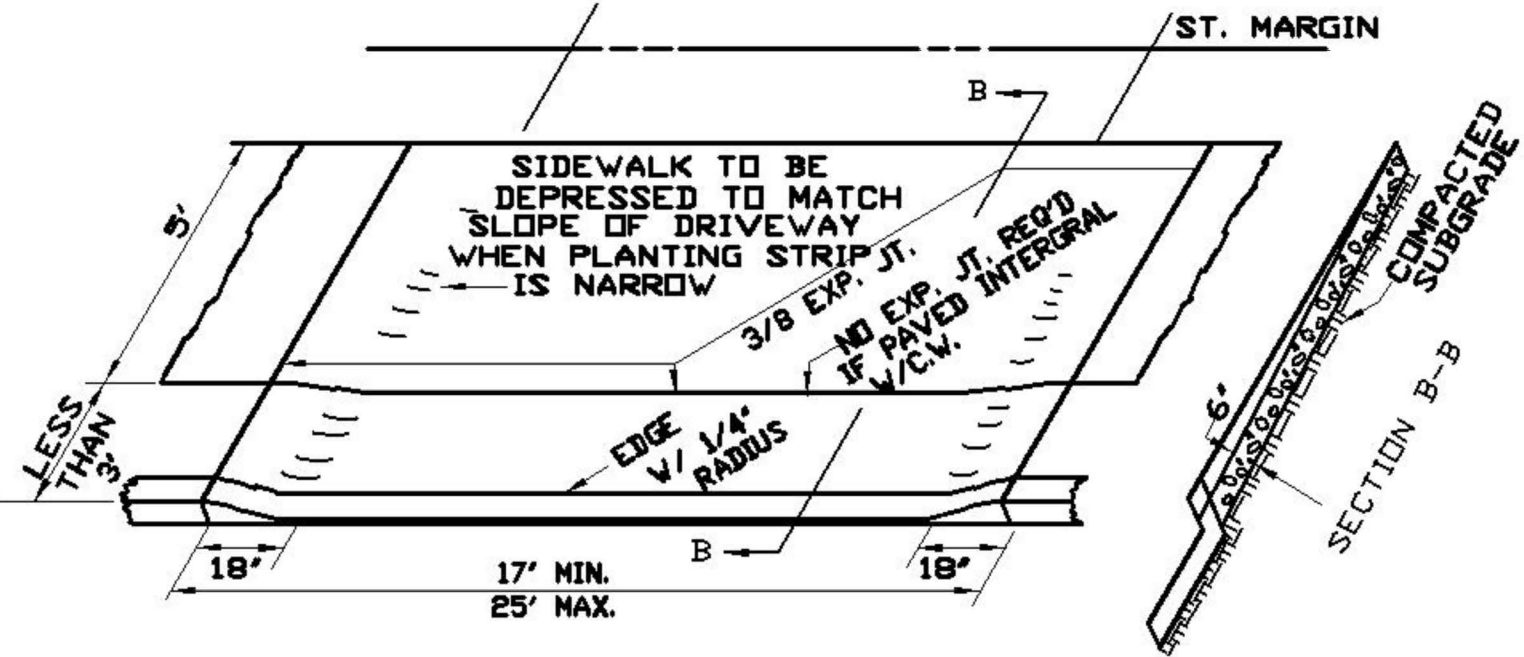 ST. MARGIN
B
SIDEWALK TO BE
DEPRESSED TO MATCH
SLOPE OF DRIVEWAY
WHEN PLANTING STRIP
IS NARROW
5'
3/8 EXP. JT.
NO EXP. JT. REQ'D
IF PAVED INTERGRAL
W/C.W.
COMPACTED
SUBGRADE
LESS
THAN
3'
EDGE
W/ 1/4"
RADIUS
6"
SECTION B-B
B
18"
17' MIN.
25' MAX.
18"